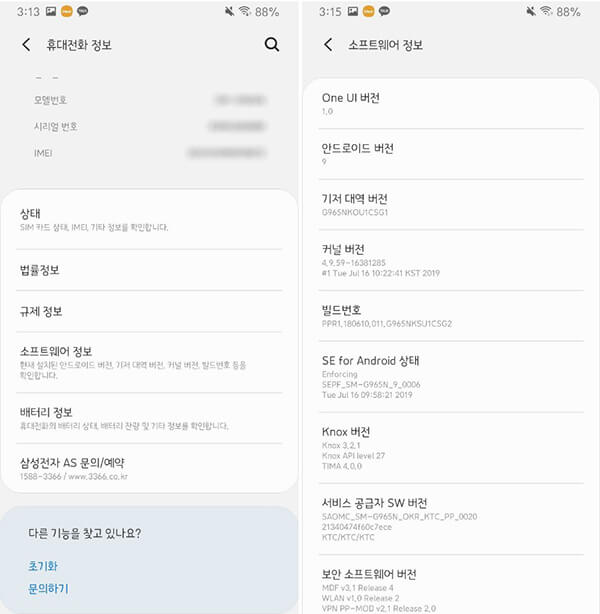 3:13
88%
휴대전화 정보
모델번호
시리얼 번호
IMEI
상태
SIM 카드 상태, IMEI, 기타 정보를 확인합니다.
법률정보
규제 정보
소프트웨어 정보
현재 설치된 안드로이드 버전, 기저 대역 버전, 커널 버전, 빌드번호 등을
확인합니다.
배터리 정보
휴대전화의 배터리 상태, 배터리 잔량 및 기타 정보를 확인합니다.
삼성전자 AS 문의/예약
1588-3366 / www.3366.co.kr
다른 기능을 찾고 있나요?
초기화
문의하기
3:15
88%
소프트웨어 정보
One UI 버전
1.0
안드로이드 버전
9
기저 대역 버전
G965NKOU1CSG1
커널 버전
4.9.59-16381285
#1 Tue Jul 16 10:22:41 KST 2019
빌드번호
PPR1.180610.011.G965NKSU1CSG2
SE for Android 상태
Enforcing
SEPF_SM-G965N_9_0006
Tue Jul 16 09:58:21 2019
Knox 버전
Knox 3.2.1
Knox API level 27
TIMA 4.0.0
서비스 공급자 SW 버전
SAOMC_SM-G965N_OKR_KTC_PP_0020
21340474f60c7ece
KTC/KTC/KTC
보안 소프트웨어 버전
MDF v3.1 Release 4
WLAN v1.0 Release 2
VPN PP-MOD v2.1 Release 2.0